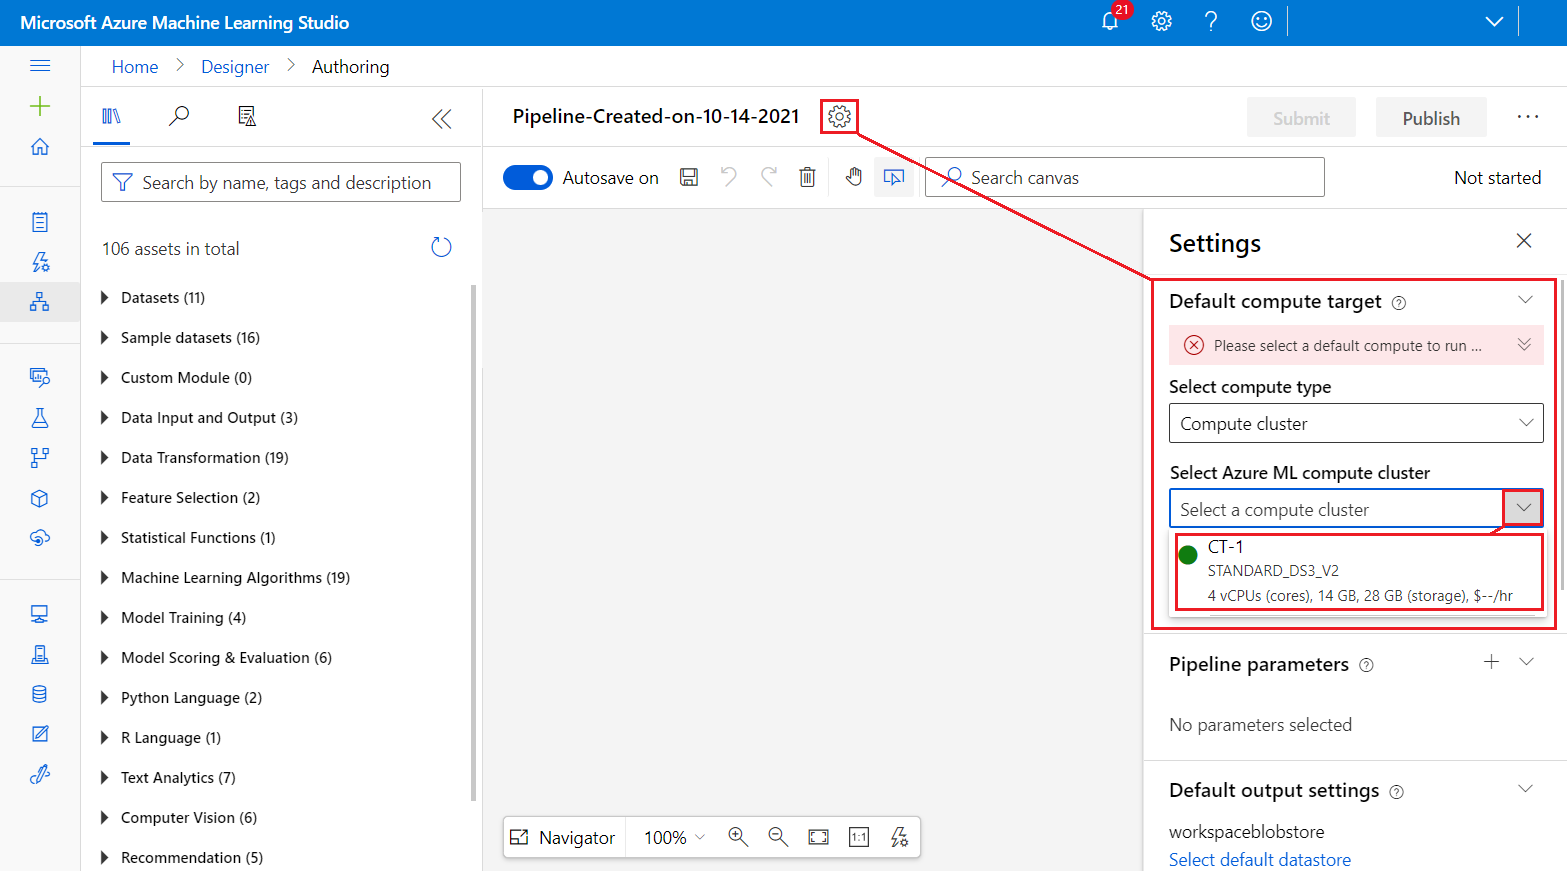 Microsoft Azure Machine Learning Studio
21
Home > Designer > Authoring
Pipeline-Created-on-10-14-2021
Submit
Publish
Search by name, tags and description
Autosave on
Search canvas
Not started
106 assets in total
Datasets (11)
Sample datasets (16)
Custom Module (0)
Data Input and Output (3)
Data Transformation (19)
Feature Selection (2)
Statistical Functions (1)
Machine Learning Algorithms (19)
Model Training (4)
Model Scoring & Evaluation (6)
Python Language (2)
R Language (1)
Text Analytics (7)
Computer Vision (6)
Recommendation (5)
Navigator
100%
1:1
Settings
Default compute target
Please select a default compute to run ...
Select compute type
Compute cluster
Select Azure ML compute cluster
Select a compute cluster
CT-1
STANDARD_DS3_V2
4 vCPUs (cores), 14 GB, 28 GB (storage), $--/hr
Pipeline parameters
No parameters selected
Default output settings
workspaceblobstore
Select default datastore